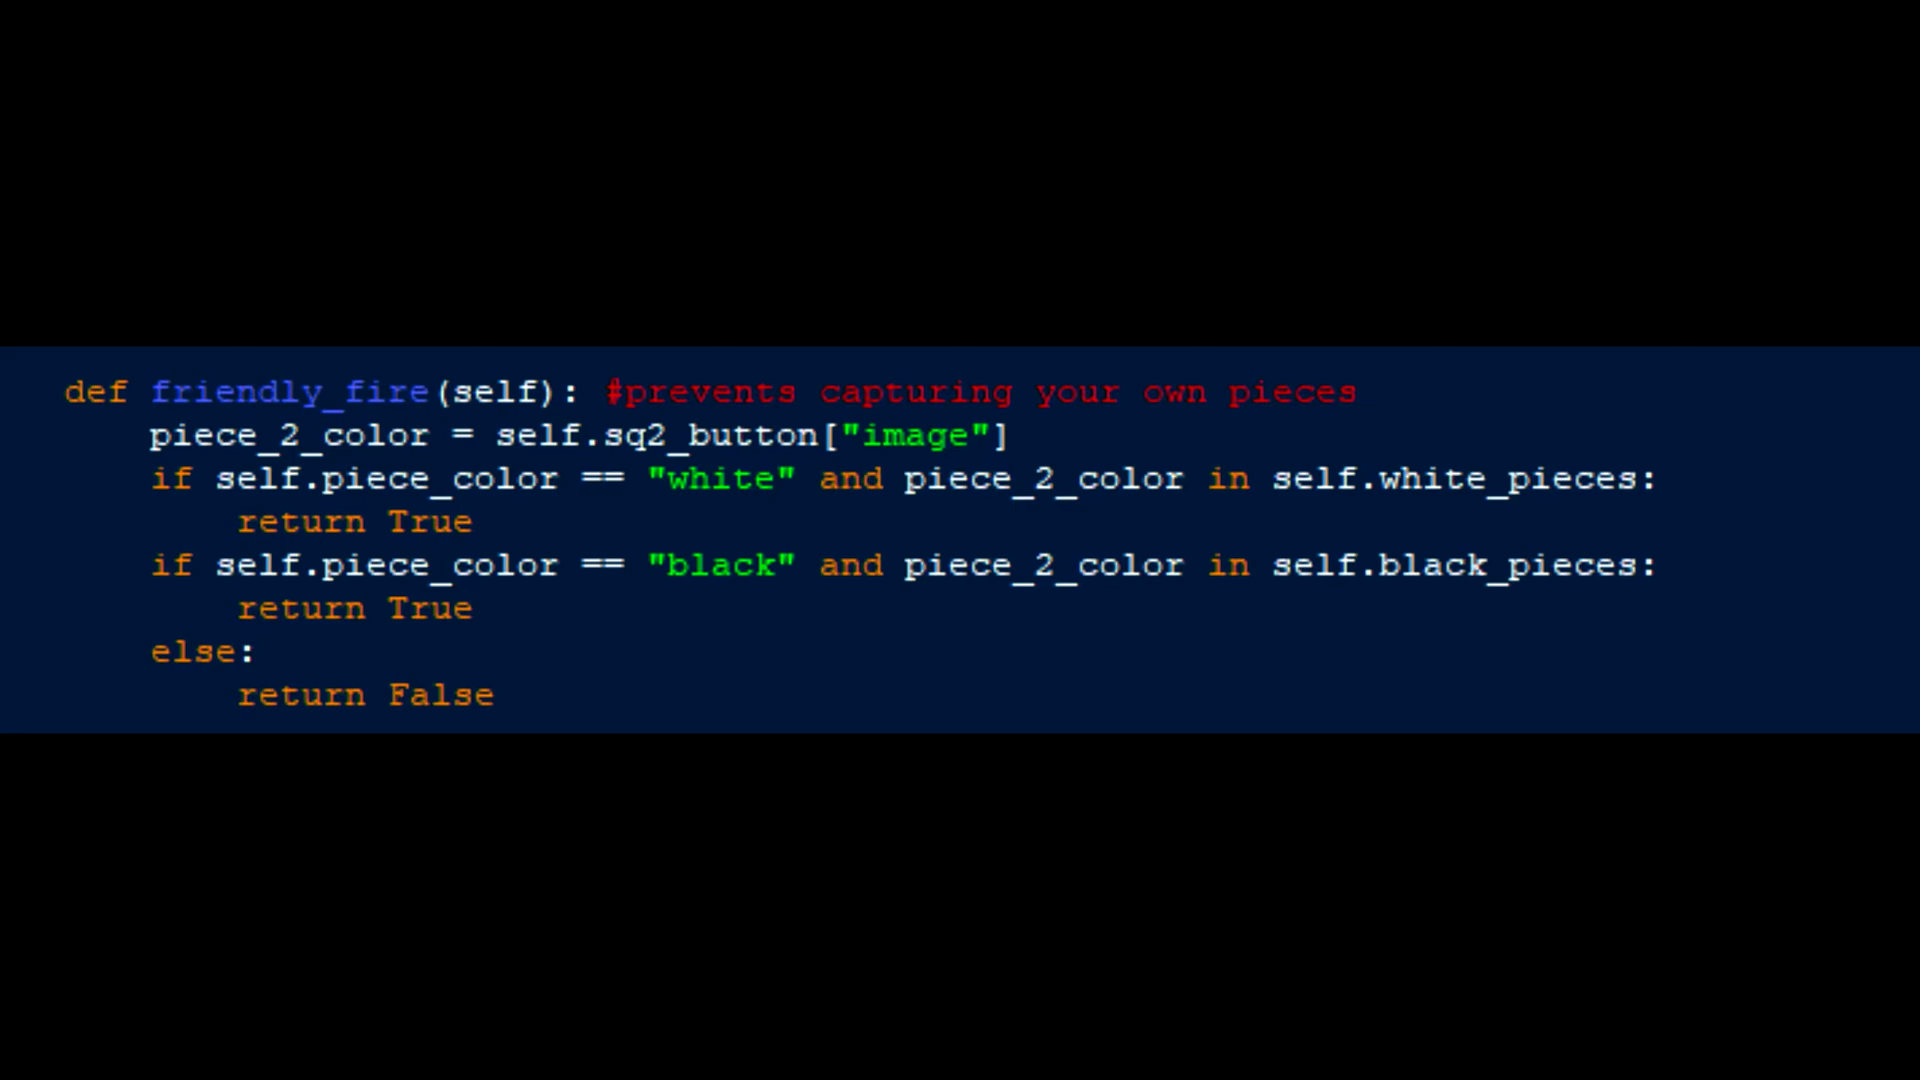 def friendly_fire(self): #prevents capturing your own pieces
piece_2_color = self.sq2_button["image"]
if self.piece_color == "white" and piece_2_color in self.white_pieces:
return True
if self.piece_color == "black" and piece_2_color in self.black_pieces:
return True
else:
return False